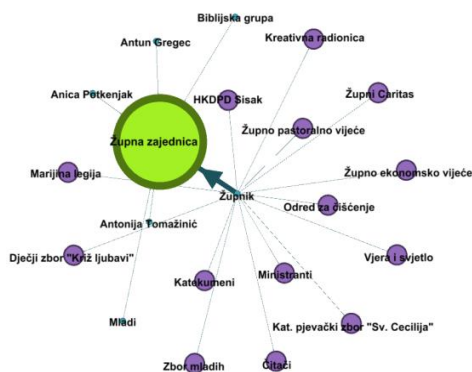 Biblijska grupa
Kreativna radionica
Antun Gregec
Anica Potkenjak
HKDPD Sisak
Župni Caritas
Župno pastoralno vijeće
Župna zajednica
Marijina legija
Župno ekonomsko vijeće
Župnik
Odred za čišćenje
Antonija Tomažinić
Dječji zbor "Križ ljubavi"
Vjera i svjetlo
Katekumeni
Ministranti
Mladi
Kat. pjevački zbor "Sv. Cecilija"
Zbor mladih
Čitači